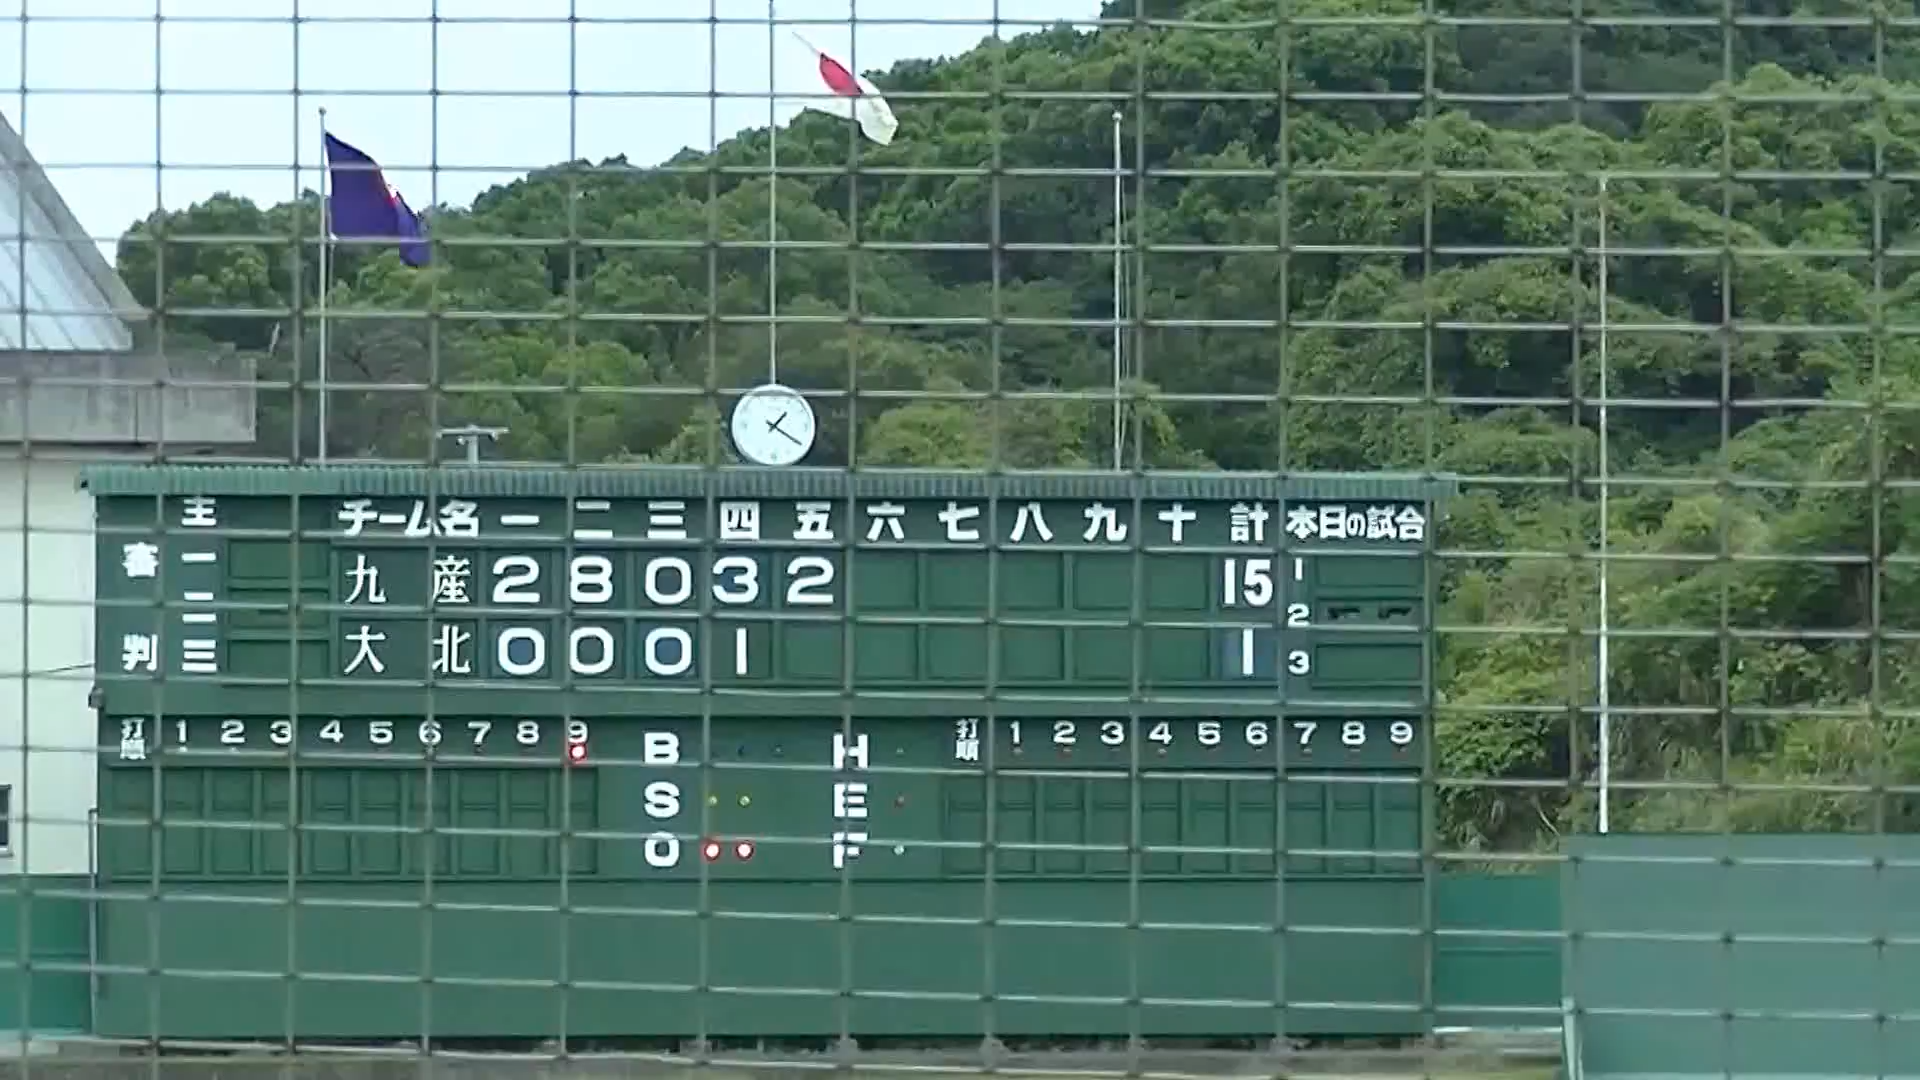 主 チーム名 一 二 三 四 五 六 七 八 九 十 計 本日の試合
審 一 九 産 2 8 0 3 2 15 1
二 2
判 三 大 北 0 0 0 1 1 3
打順 1 2 3 4 5 6 7 8 9 B H 打順 1 2 3 4 5 6 7 8 9
S E
O F